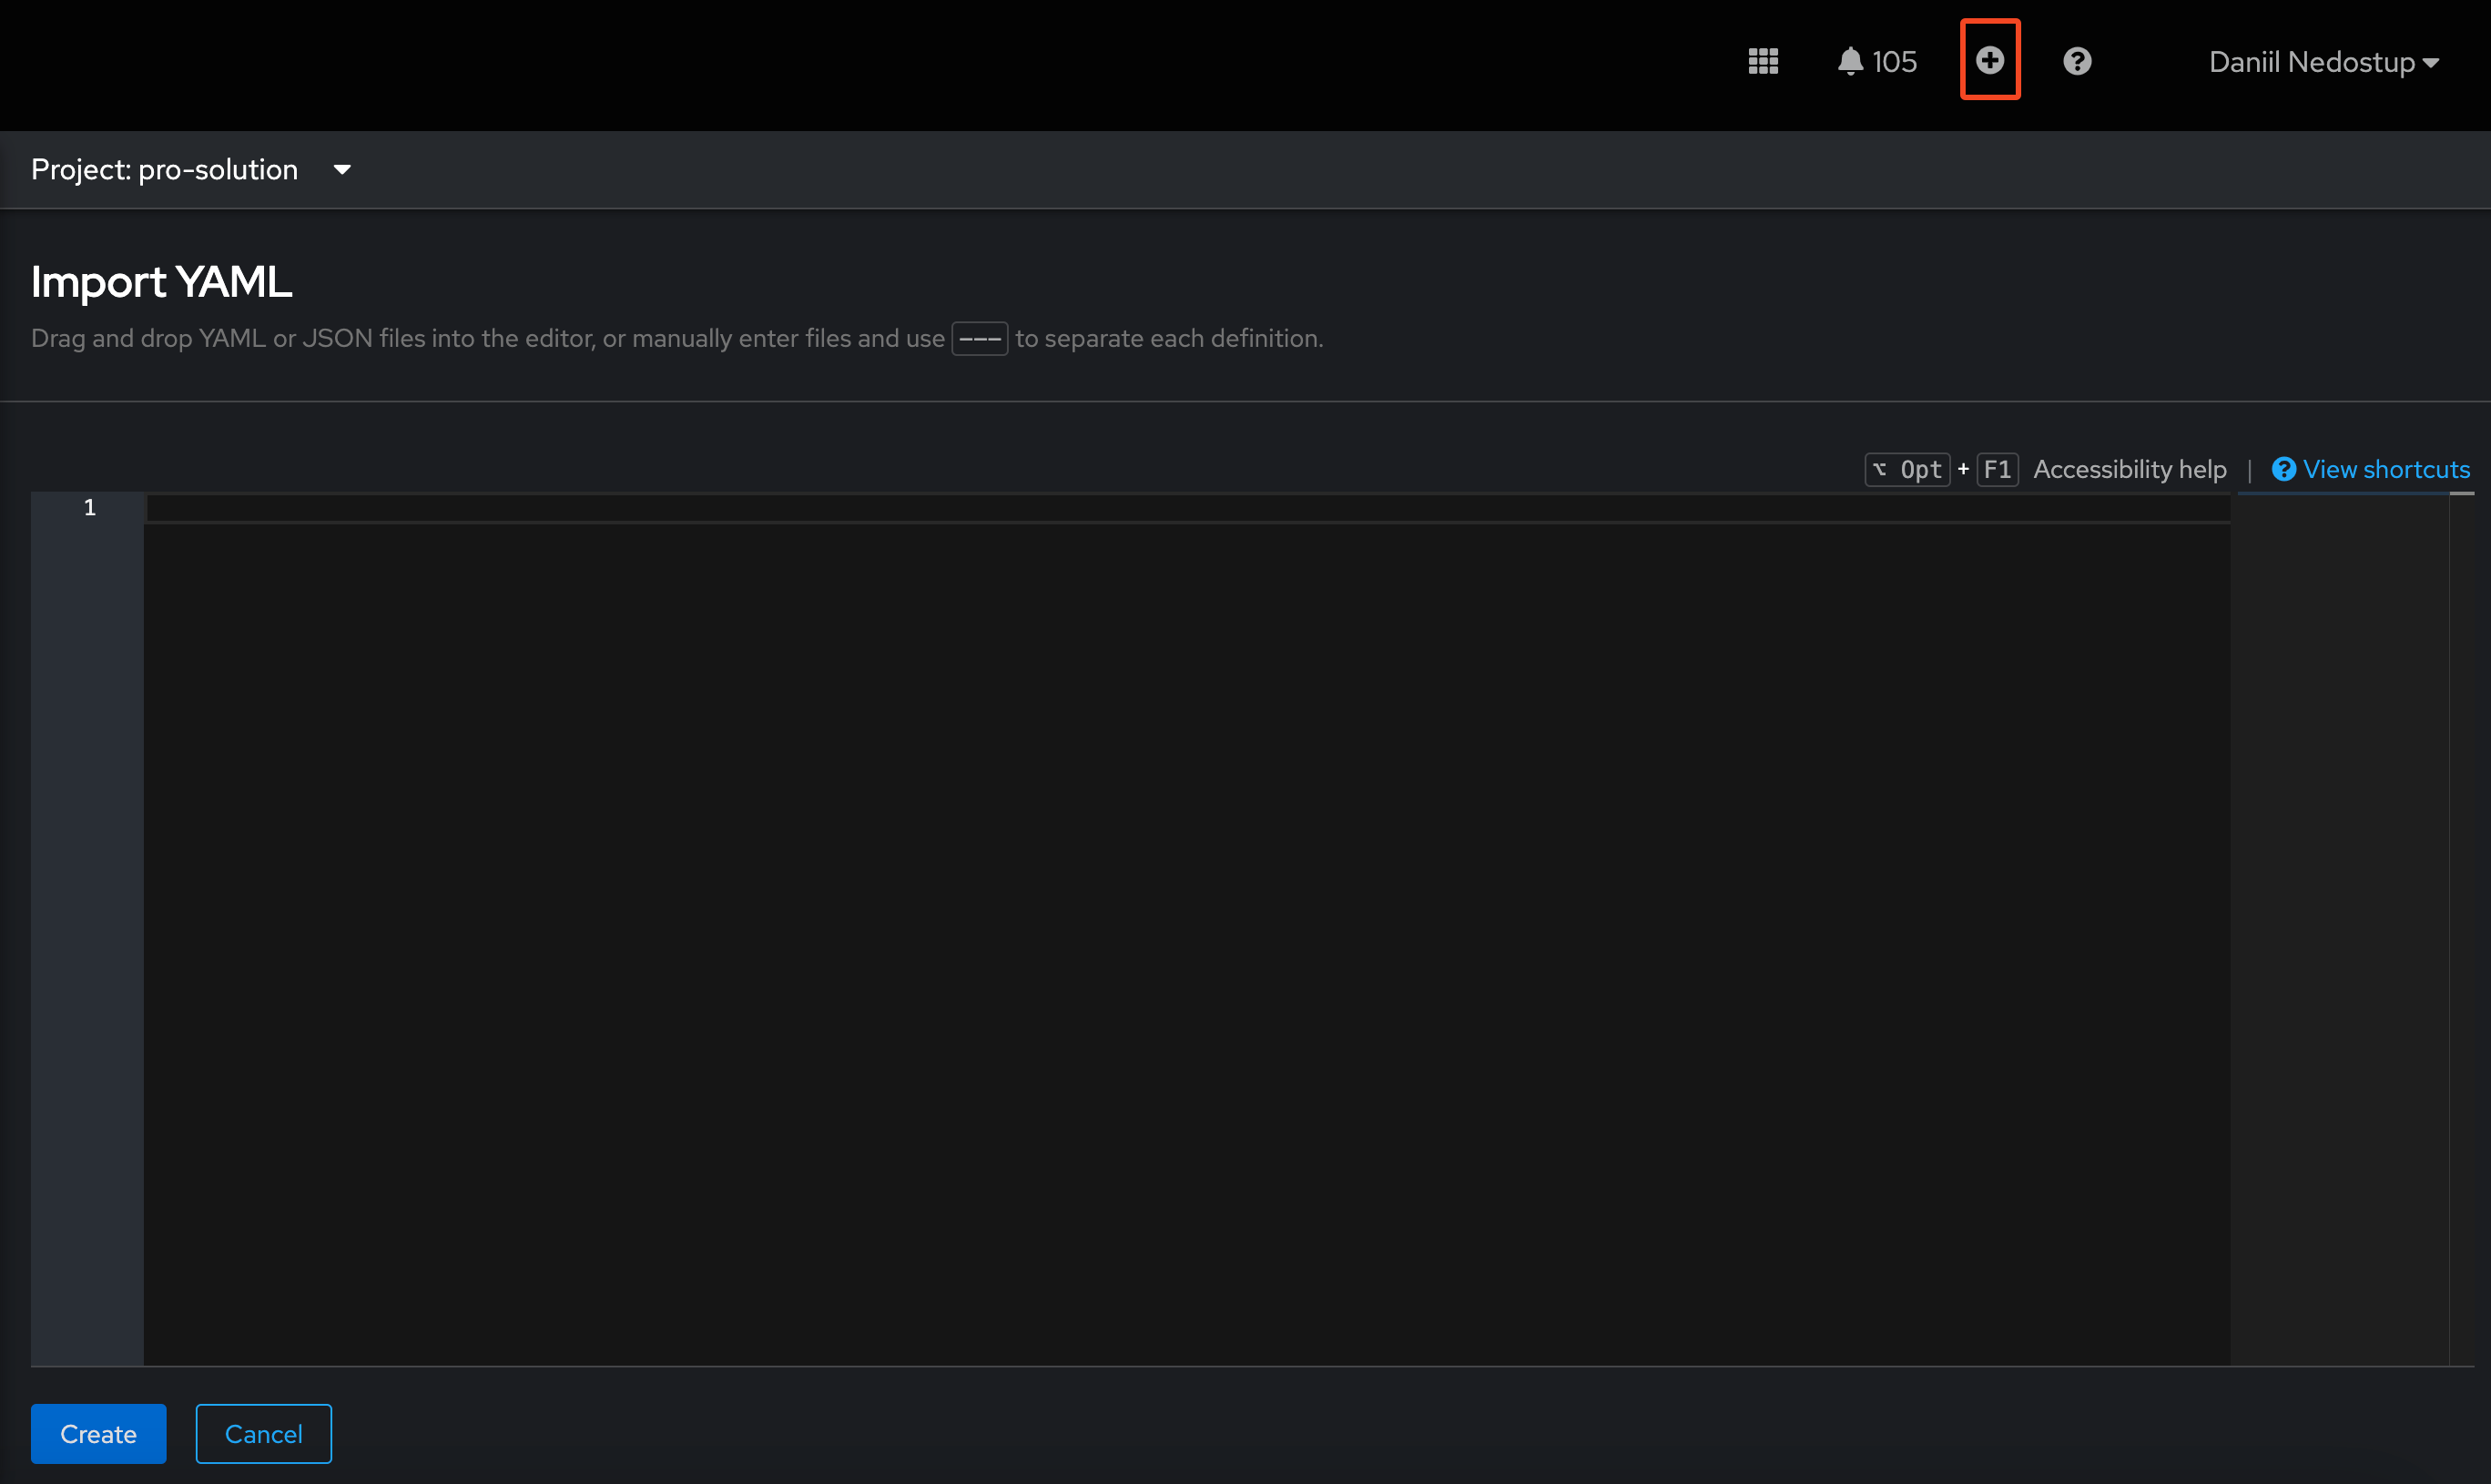 105
Daniil Nedostup
Project: pro-solution
Import YAML
Drag and drop YAML or JSON files into the editor, or manually enter files and use --- to separate each definition.
⌥ Opt + F1 Accessibility help | View shortcuts
1
Create Cancel